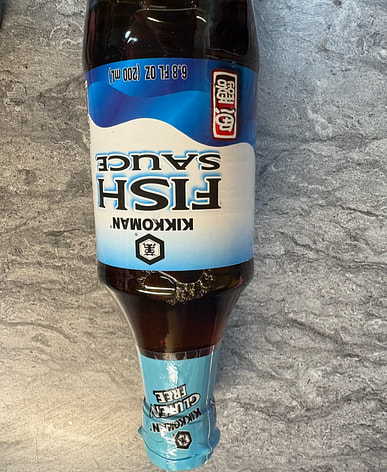 KIKKOMAN®
GLUTEN
FREE
KIKKOMAN®
FISH
SAUCE
6.8 FL OZ (200 mL)